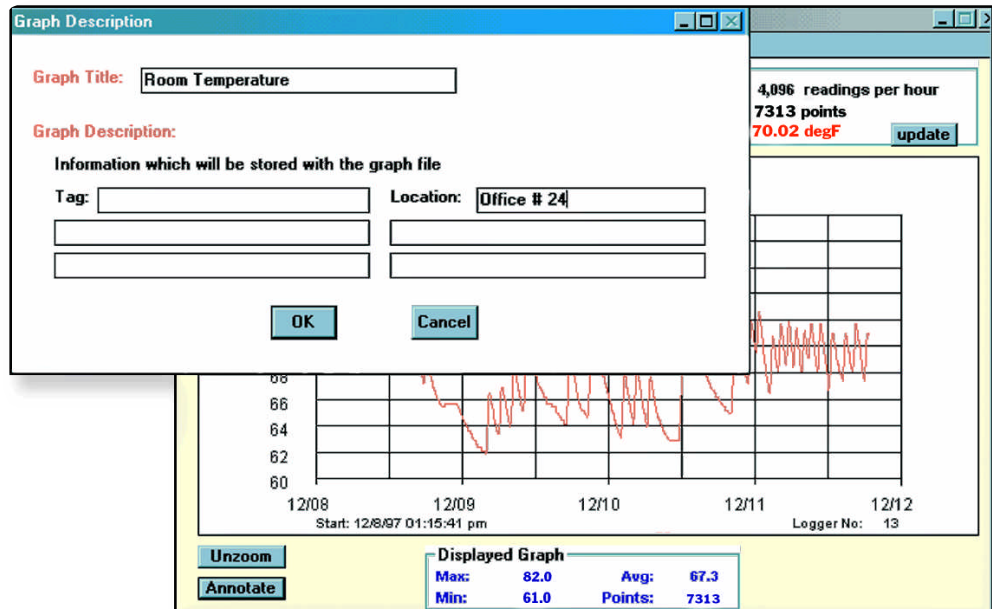 Graph Description
Graph Title: Room Temperature
Graph Description:
Information which will be stored with the graph file
Tag: Location: Office # 24
OK Cancel
4,096 readings per hour
7313 points
70.02 degF update
68
66
64
62
60
12/08 12/09 12/10 12/11 12/12
Start: 12/8/97 01:15:41 pm Logger No: 13
Unzoom
Annotate
Displayed Graph
Max: 82.0 Avg: 67.3
Min: 61.0 Points: 7313